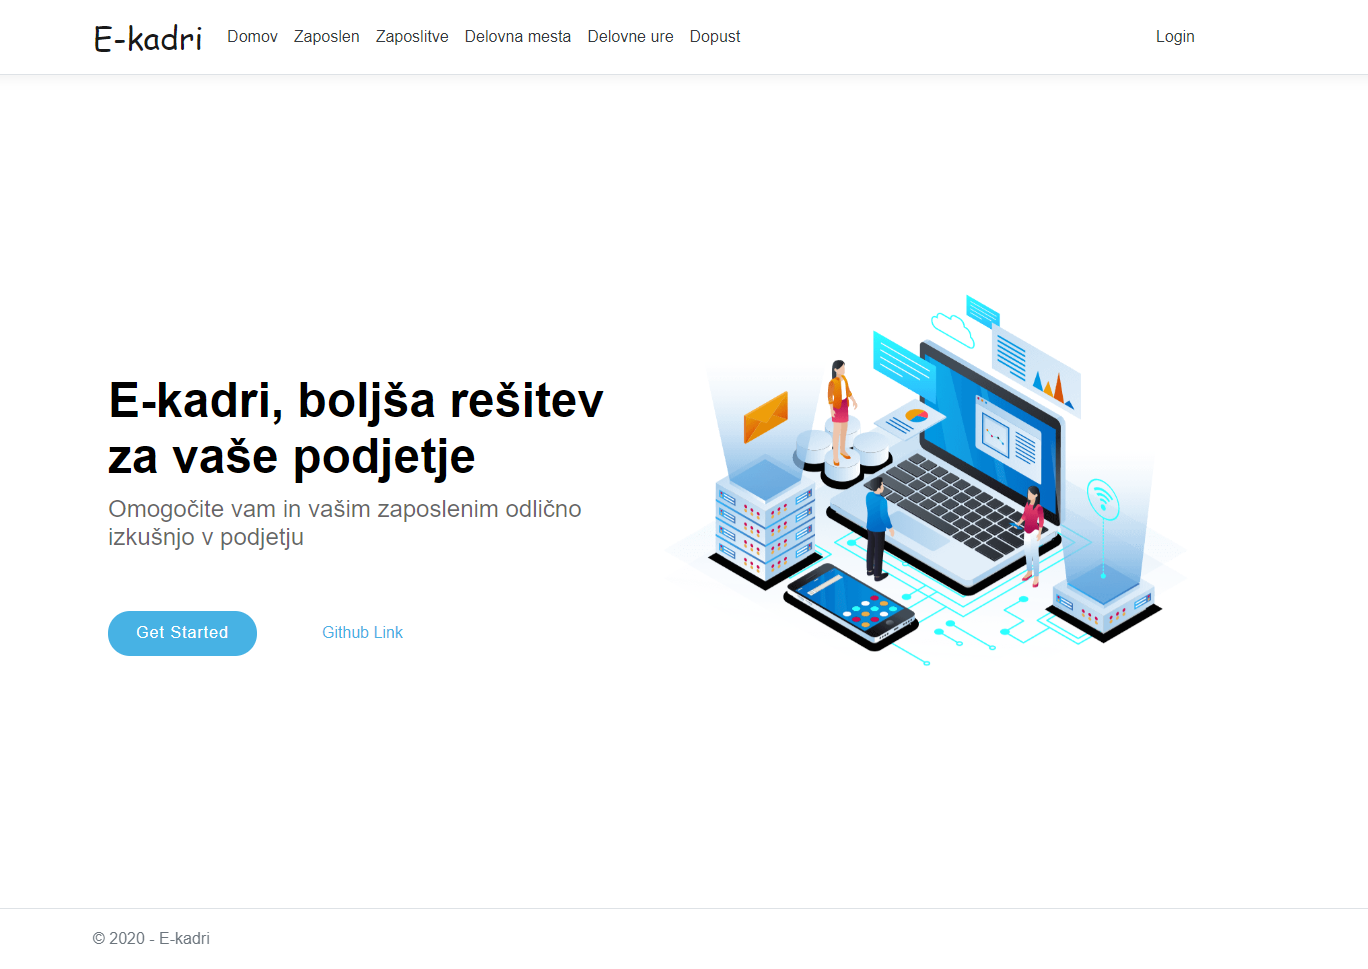 E-kadri
Domov Zaposlen Zaposlitve Delovna mesta Delovne ure Dopust
Login
E-kadri, boljša rešitev
za vaše podjetje
Omogočite vam in vašim zaposlenim odlično
izkušnjo v podjetju
Get Started
Github Link
© 2020 - E-kadri